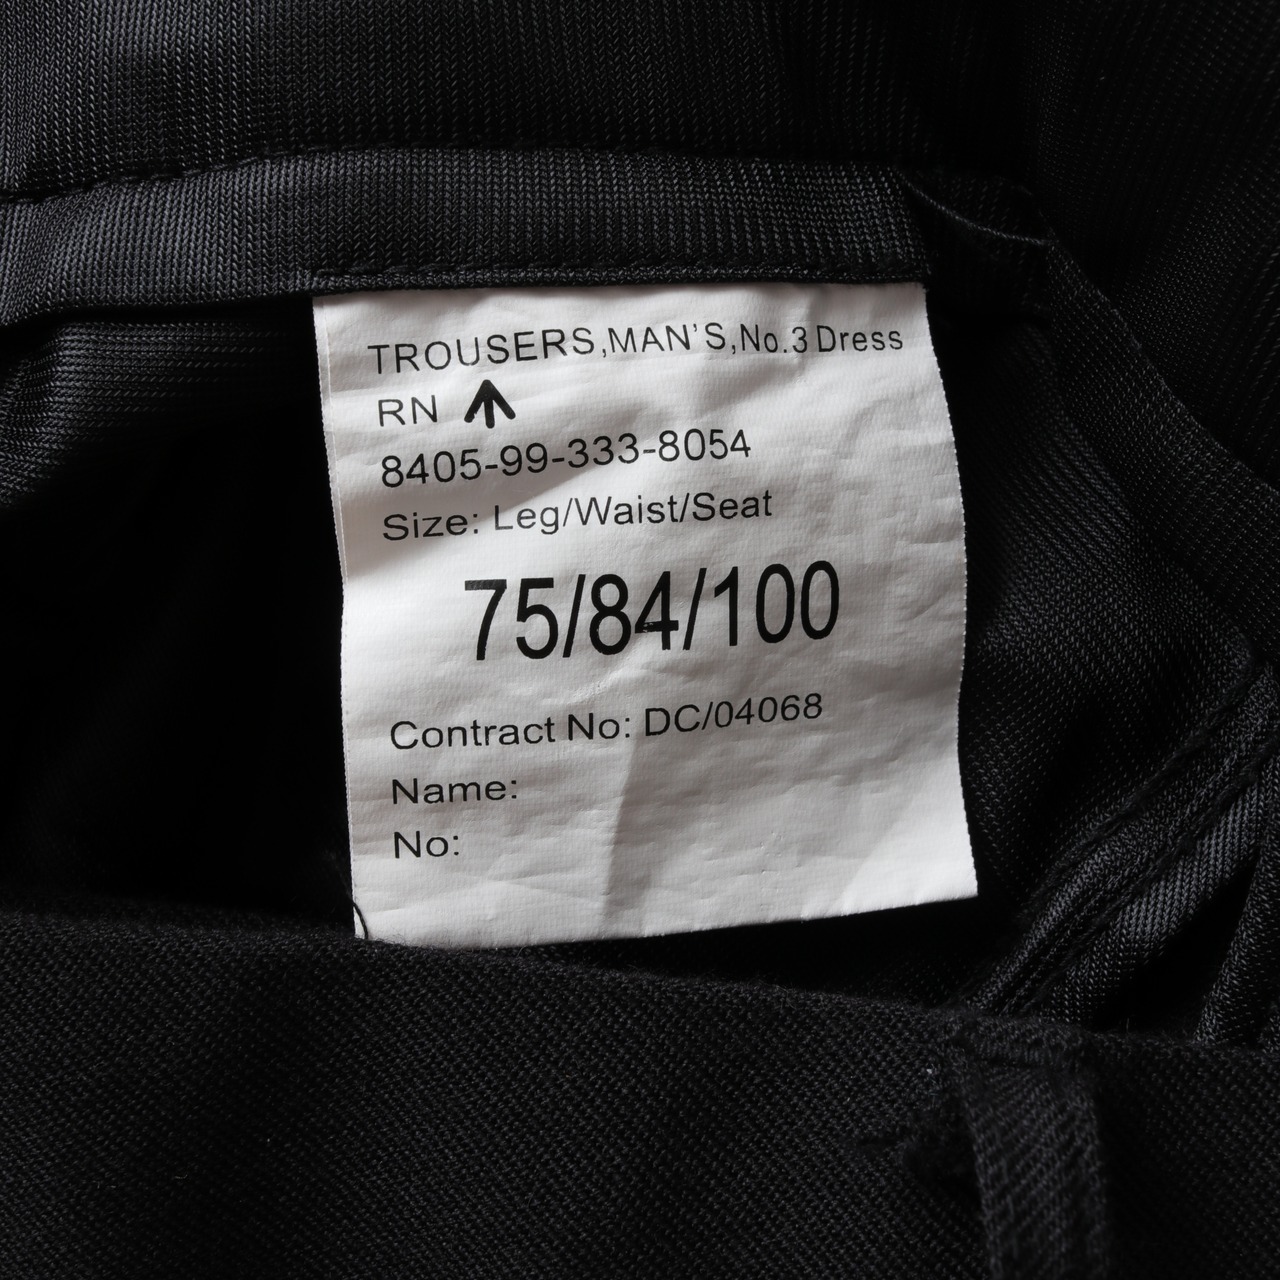 TROUSERS,MAN'S,No.3 Dress
RN
8405-99-333-8054
Size: Leg/Waist/Seat
75/84/100
Contract No: DC/04068
Name:
No: